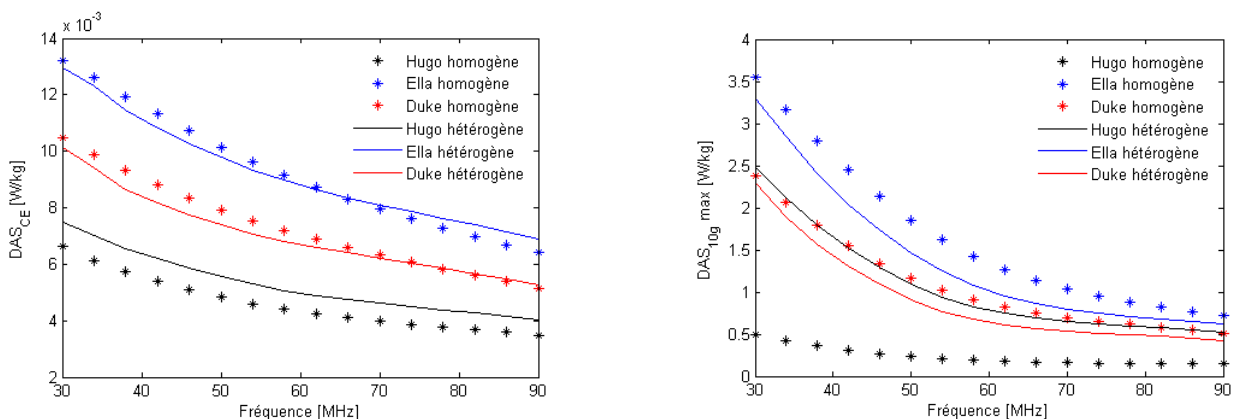 x 10-3
14
12
10
8
6
4
2
DAS_CE [W/kg]
30 40 50 60 70 80 90
Fréquence [MHz]
Hugo homogène
Ella homogène
Duke homogène
Hugo hétérogène
Ella hétérogène
Duke hétérogène
4
3.5
3
2.5
2
1.5
1
0.5
0
DAS_10g max [W/kg]
30 40 50 60 70 80 90
Fréquence [MHz]
Hugo homogène
Ella homogène
Duke homogène
Hugo hétérogène
Ella hétérogène
Duke hétérogène